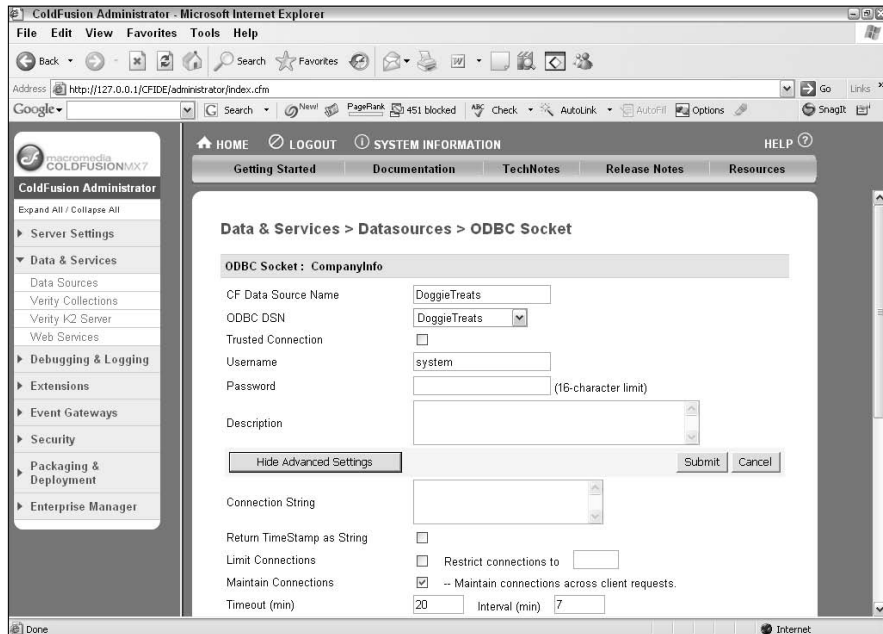 ColdFusion Administrator - Microsoft Internet Explorer
File Edit View Favorites Tools Help
Back Search Favorites
Address http://127.0.0.1/CFIDE/administrator/index.cfm Go Links »
Google Search New! PageRank 451 blocked ABC Check AutoLink AutoFill Options SnagIt
macromedia
COLDFUSION MX7
HOME LOGOUT SYSTEM INFORMATION HELP ?
Getting Started Documentation TechNotes Release Notes Resources
ColdFusion Administrator
Expand All / Collapse All
Server Settings
Data & Services
Data Sources
Verity Collections
Verity K2 Server
Web Services
Debugging & Logging
Extensions
Event Gateways
Security
Packaging &
Deployment
Enterprise Manager
Data & Services > Datasources > ODBC Socket
ODBC Socket : CompanyInfo
CF Data Source Name DoggieTreats
ODBC DSN DoggieTreats
Trusted Connection
Username system
Password (16-character limit)
Description
Hide Advanced Settings Submit Cancel
Connection String
Return TimeStamp as String
Limit Connections Restrict connections to
Maintain Connections -- Maintain connections across client requests.
Timeout (min) 20 Interval (min) 7
Done Internet